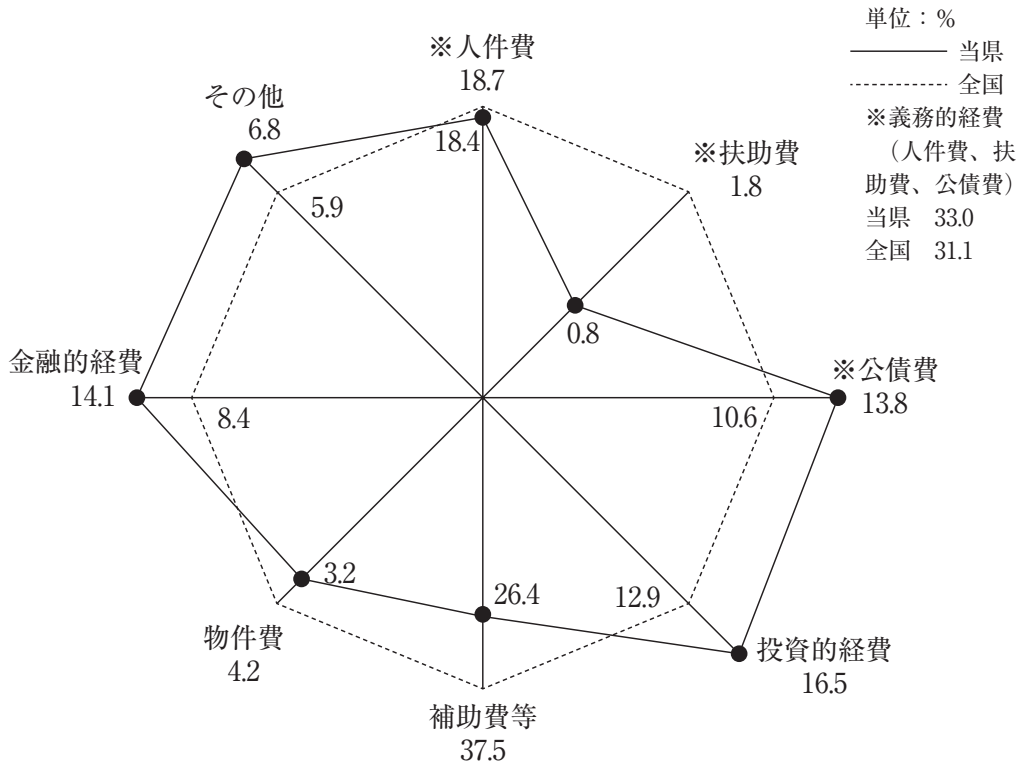 単位：%
当県
全国
※義務的経費
（人件費、扶
助費、公債費）
当県 33.0
全国 31.1
※人件費
18.7
18.4
※扶助費
1.8
0.8
※公債費
13.8
10.6
投資的経費
16.5
12.9
補助費等
37.5
26.4
物件費
4.2
3.2
金融的経費
14.1
8.4
その他
6.8
5.9